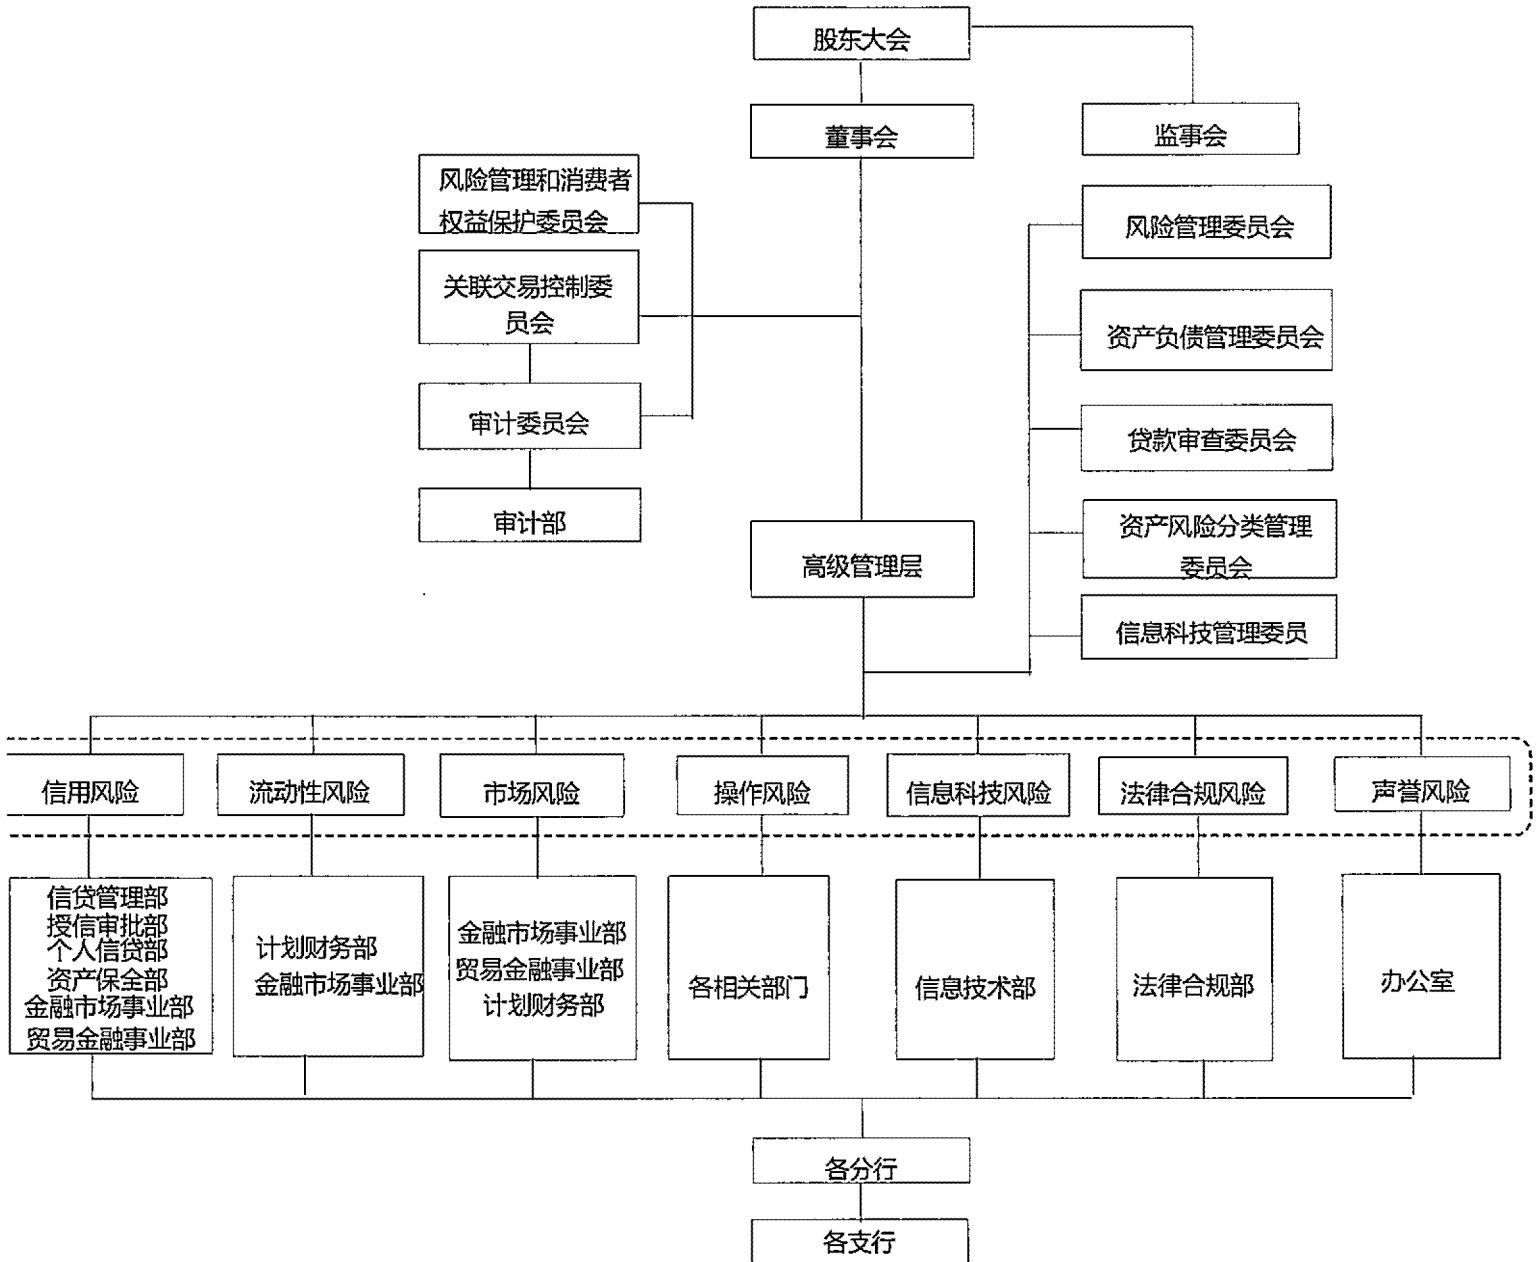 股东大会
董事会
监事会
风险管理和消费者
权益保护委员会
关联交易控制委
员会
审计委员会
审计部
高级管理层
风险管理委员会
资产负债管理委员会
贷款审查委员会
资产风险分类管理
委员会
信息科技管理委员
信用风险
流动性风险
市场风险
操作风险
信息科技风险
法律合规风险
声誉风险
信贷管理部
授信审批部
个人信贷部
资产保全部
金融市场事业部
贸易金融事业部
计划财务部
金融市场事业部
金融市场事业部
贸易金融事业部
计划财务部
各相关部门
信息技术部
法律合规部
办公室
各分行
各支行